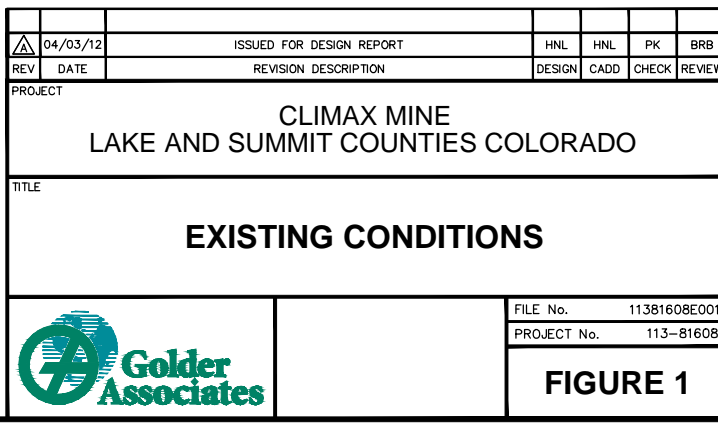 A 04/03/12 ISSUED FOR DESIGN REPORT HNL HNL PK BRB
REV DATE REVISION DESCRIPTION DESIGN CADD CHECK REVIEW
PROJECT
CLIMAX MINE
LAKE AND SUMMIT COUNTIES COLORADO
TITLE
EXISTING CONDITIONS
Golder
Associates
FILE No. 11381608E001
PROJECT No. 113-81608
FIGURE 1